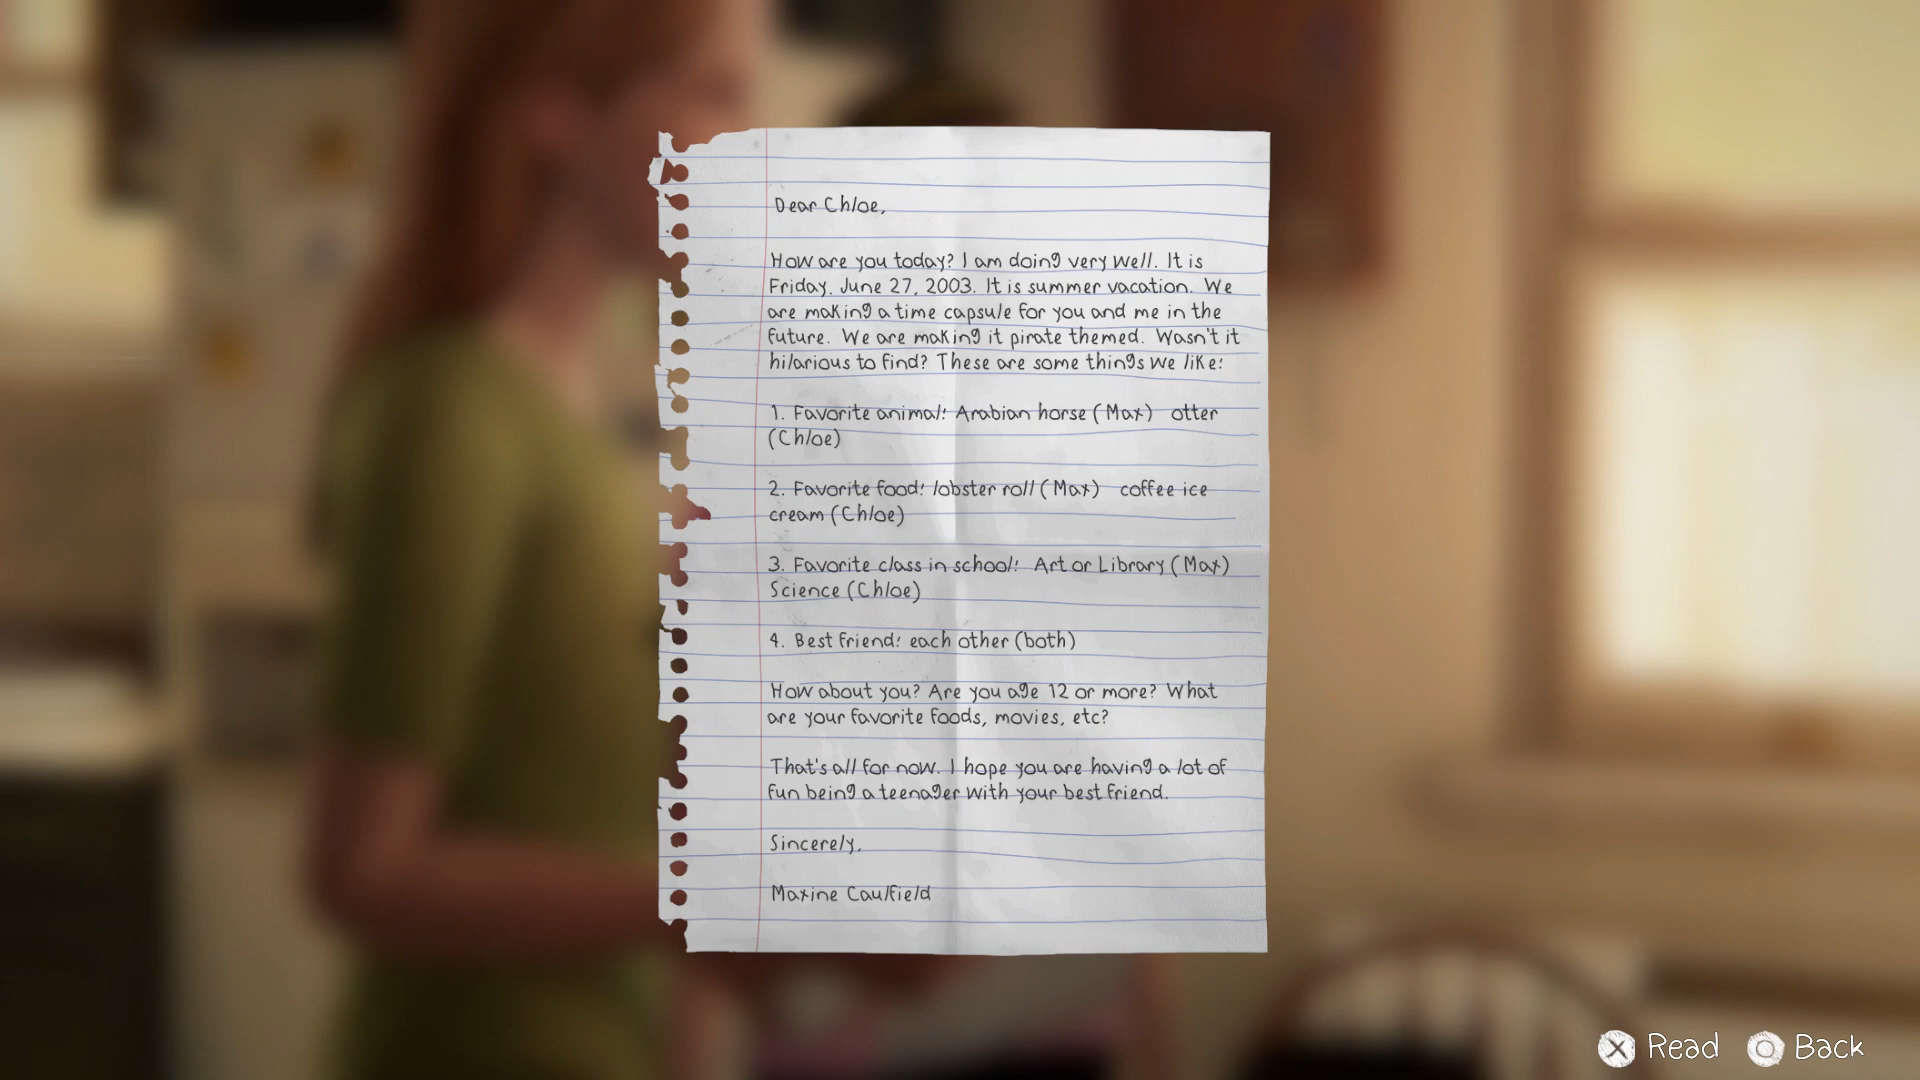 Dear Chloe,
How are you today? I am doing very well. It is
Friday, June 27, 2003. It is summer vacation. We
are making a time capsule for you and me in the
future. We are making it pirate themed. Wasn't it
hilarious to find? These are some things we like:
1. Favorite animal: Arabian horse (Max) otter
(Chloe)
2. Favorite food: lobster roll (Max) coffee ice
cream (Chloe)
3. Favorite class in school: Art or Library (Max)
Science (Chloe)
4. Best friend: each other (both)
How about you? Are you age 12 or more? What
are your favorite foods, movies, etc?
That's all for now. I hope you are having a lot of
fun being a teenager with your best friend.
Sincerely,
Maxine Caulfield
Read Back